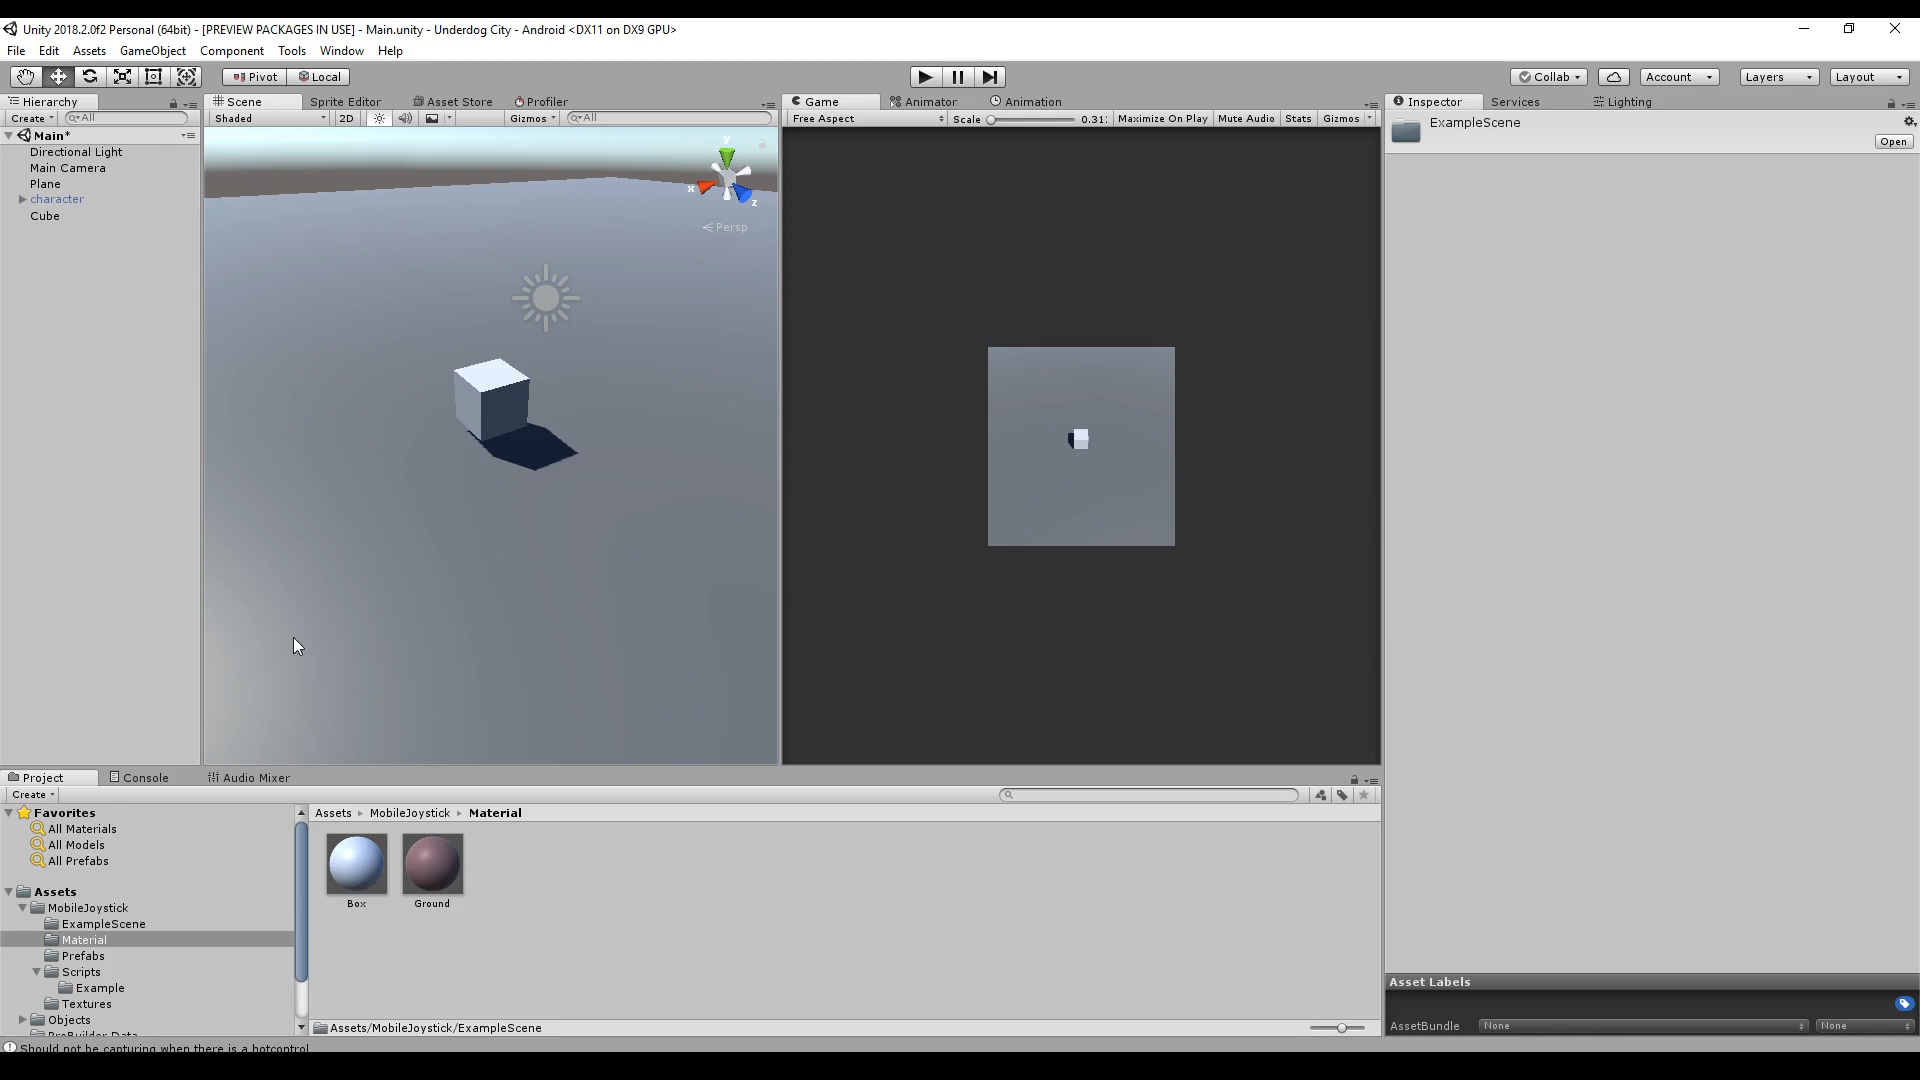 Unity 2018.2.0f2 Personal (64bit) - [PREVIEW PACKAGES IN USE] - Main.unity - Underdog City - Android <DX11 on DX9 GPU>
File Edit Assets GameObject Component Tools Window Help
Pivot Local Collab Account Layers Layout
Hierarchy Scene Sprite Editor Asset Store Profiler Game Animator Animation Inspector Services Lighting
Create All Shaded 2D Gizmos All Free Aspect Scale 0.31: Maximize On Play Mute Audio Stats Gizmos
ExampleScene
Open
Main*
Directional Light
Main Camera
Plane
character
Cube
y
x
z
Persp
Project Console Audio Mixer
Create
Favorites
All Materials
All Models
All Prefabs
Assets
MobileJoystick
ExampleScene
Material
Prefabs
Scripts
Example
Textures
Objects
ProBuilder Data
Assets MobileJoystick Material
Box Ground
Assets/MobileJoystick/ExampleScene
Asset Labels
AssetBundle None None
Should not be capturing when there is a hotcontrol